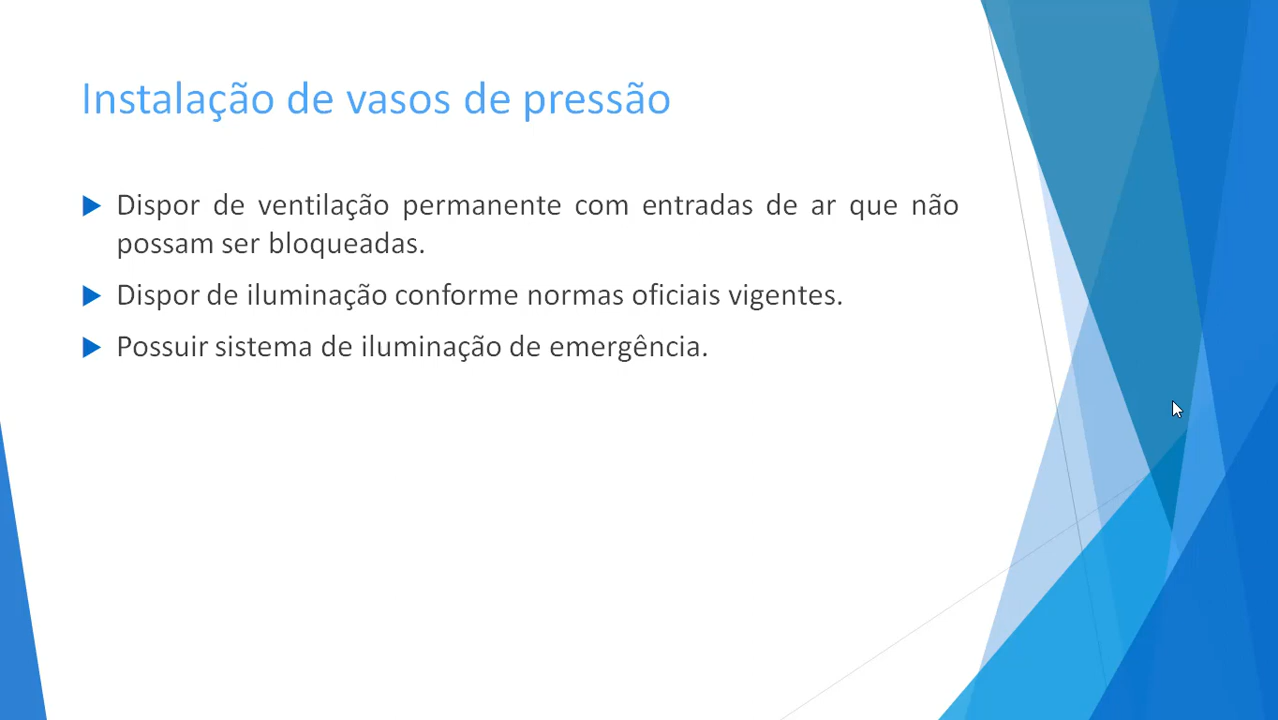 Instalação de vasos de pressão
Dispor de ventilação permanente com entradas de ar que não
possam ser bloqueadas.
Dispor de iluminação conforme normas oficiais vigentes.
Possuir sistema de iluminação de emergência.